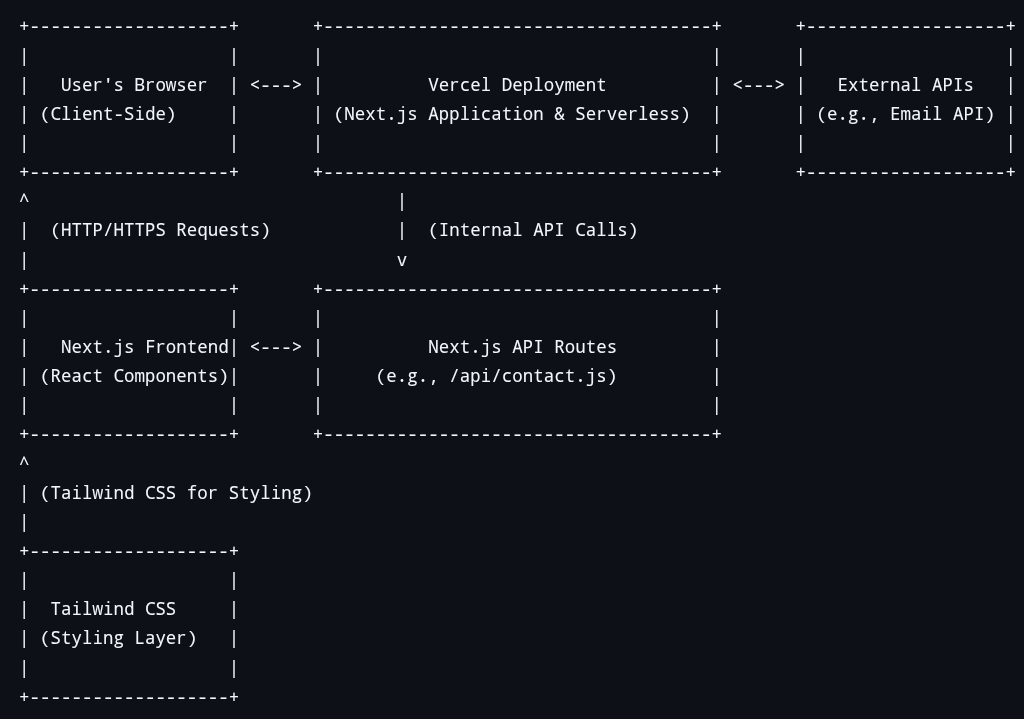 +-------------------+       +-------------------------------------+       +-------------------+
|                   |       |                                     |       |                   |
|   User's Browser  | <---> |          Vercel Deployment          | <---> |   External APIs   |
| (Client-Side)     |       | (Next.js Application & Serverless)  |       | (e.g., Email API) |
|                   |       |                                     |       |                   |
+-------------------+       +-------------------------------------+       +-------------------+
^                                   |
|  (HTTP/HTTPS Requests)            |  (Internal API Calls)
|                                   v
+-------------------+       +-------------------------------------+
|                   |       |                                     |
|   Next.js Frontend| <---> |          Next.js API Routes         |
| (React Components)|       |     (e.g., /api/contact.js)         |
|                   |       |                                     |
+-------------------+       +-------------------------------------+
^
| (Tailwind CSS for Styling)
|
+-------------------+
|                   |
|  Tailwind CSS     |
| (Styling Layer)   |
|                   |
+-------------------+